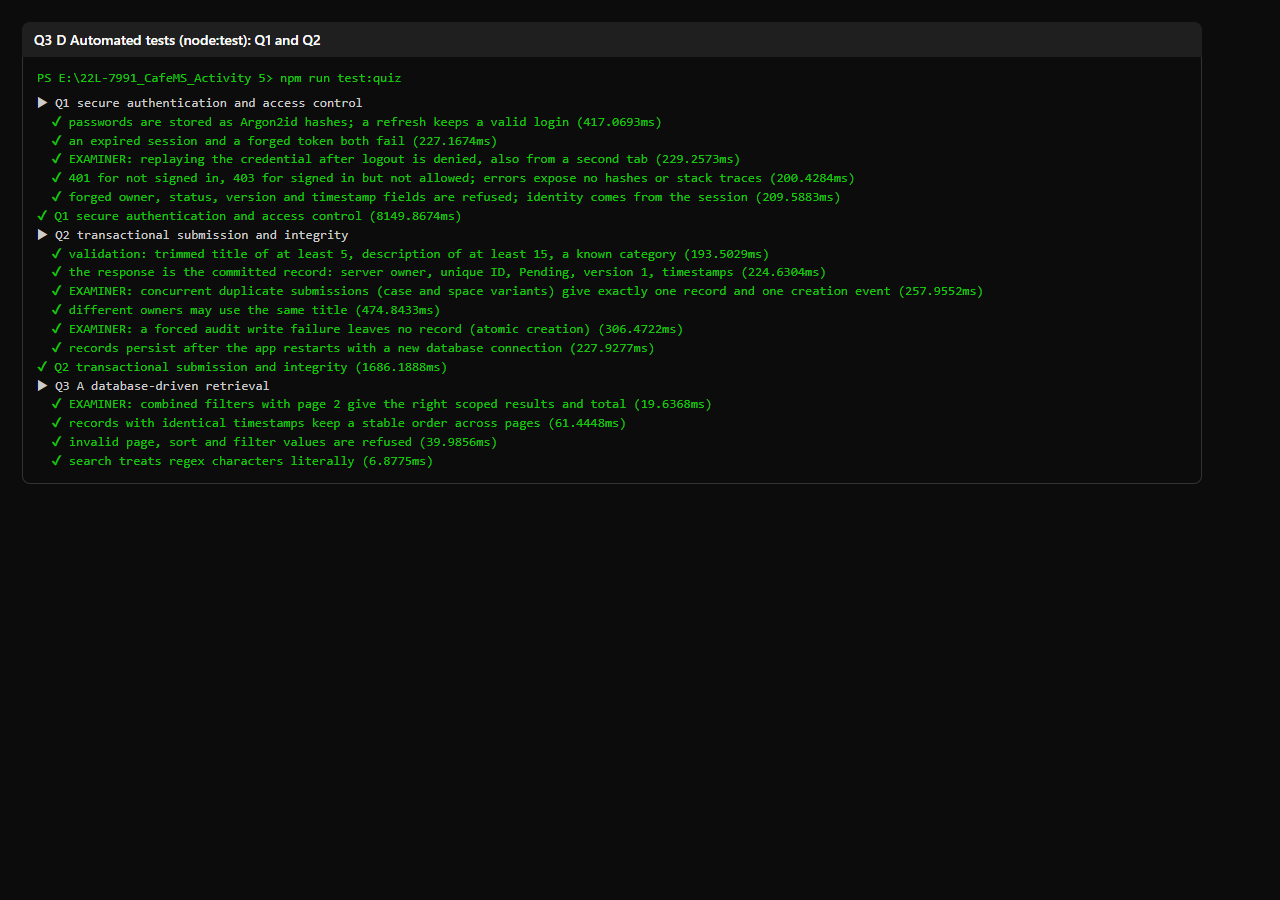 Q3 D Automated tests (node:test): Q1 and Q2
PS E:\22L-7991_CafeMS_Activity 5> npm run test:quiz
▶ Q1 secure authentication and access control
✔ passwords are stored as Argon2id hashes; a refresh keeps a valid login (417.0693ms)
✔ an expired session and a forged token both fail (227.1674ms)
✔ EXAMINER: replaying the credential after logout is denied, also from a second tab (229.2573ms)
✔ 401 for not signed in, 403 for signed in but not allowed; errors expose no hashes or stack traces (200.4284ms)
✔ forged owner, status, version and timestamp fields are refused; identity comes from the session (209.5883ms)
✔ Q1 secure authentication and access control (8149.8674ms)
▶ Q2 transactional submission and integrity
✔ validation: trimmed title of at least 5, description of at least 15, a known category (193.5029ms)
✔ the response is the committed record: server owner, unique ID, Pending, version 1, timestamps (224.6304ms)
✔ EXAMINER: concurrent duplicate submissions (case and space variants) give exactly one record and one creation event (257.9552ms)
✔ different owners may use the same title (474.8433ms)
✔ EXAMINER: a forced audit write failure leaves no record (atomic creation) (306.4722ms)
✔ records persist after the app restarts with a new database connection (227.9277ms)
✔ Q2 transactional submission and integrity (1686.1888ms)
▶ Q3 A database-driven retrieval
✔ EXAMINER: combined filters with page 2 give the right scoped results and total (19.6368ms)
✔ records with identical timestamps keep a stable order across pages (61.4448ms)
✔ invalid page, sort and filter values are refused (39.9856ms)
✔ search treats regex characters literally (6.8775ms)